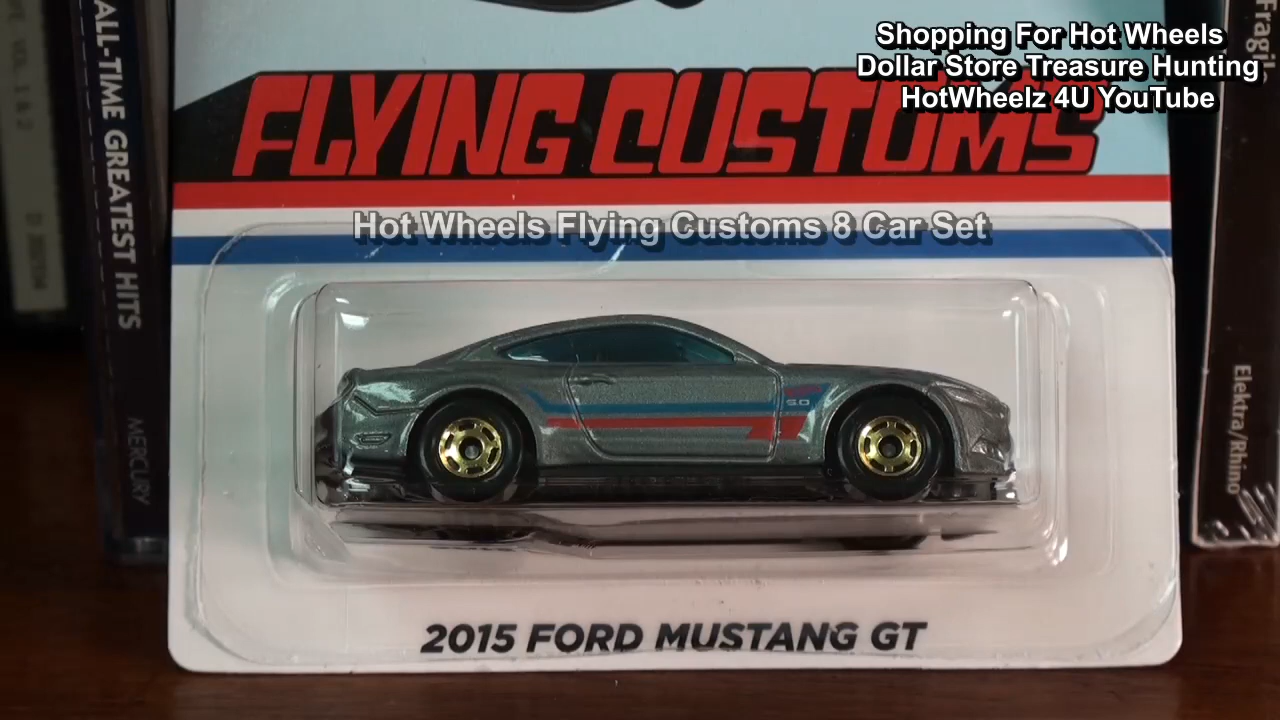 Shopping For Hot Wheels
Dollar Store Treasure Hunting
HotWheelz 4U YouTube
FLYING CUSTOMS
Hot Wheels Flying Customs 8 Car Set
5.0
2015 FORD MUSTANG GT
ALL-TIME GREATEST HITS
MERCURY
Fragile
Elektra/Rhino